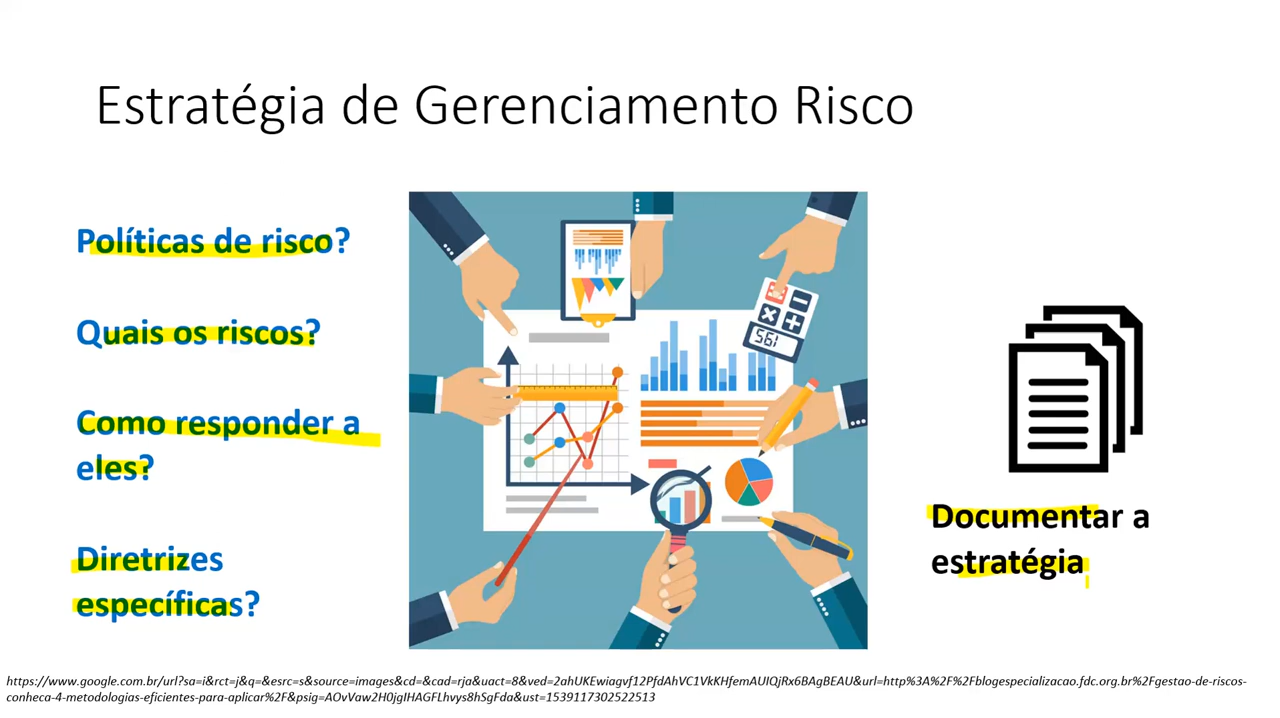 Estratégia de Gerenciamento Risco
Políticas de risco?
Quais os riscos?
Como responder a
eles?
Diretrizes
específicas?
561
Documentar a
estratégia
https://www.google.com.br/url?sa=i&rct=j&q=&esrc=s&source=images&cd=&cad=rja&uact=8&ved=2ahUKEwiagvf12PfdAhVC1VkKHfemAUIQjRx6BAgBEAU&url=http%3A%2F%2Fblogespecializacao.fdc.org.br%2Fgestao-de-riscos-
conheca-4-metodologias-eficientes-para-aplicar%2F&psig=AOvVaw2H0jgIHAGFLhvys8hSgFda&ust=1539117302522513